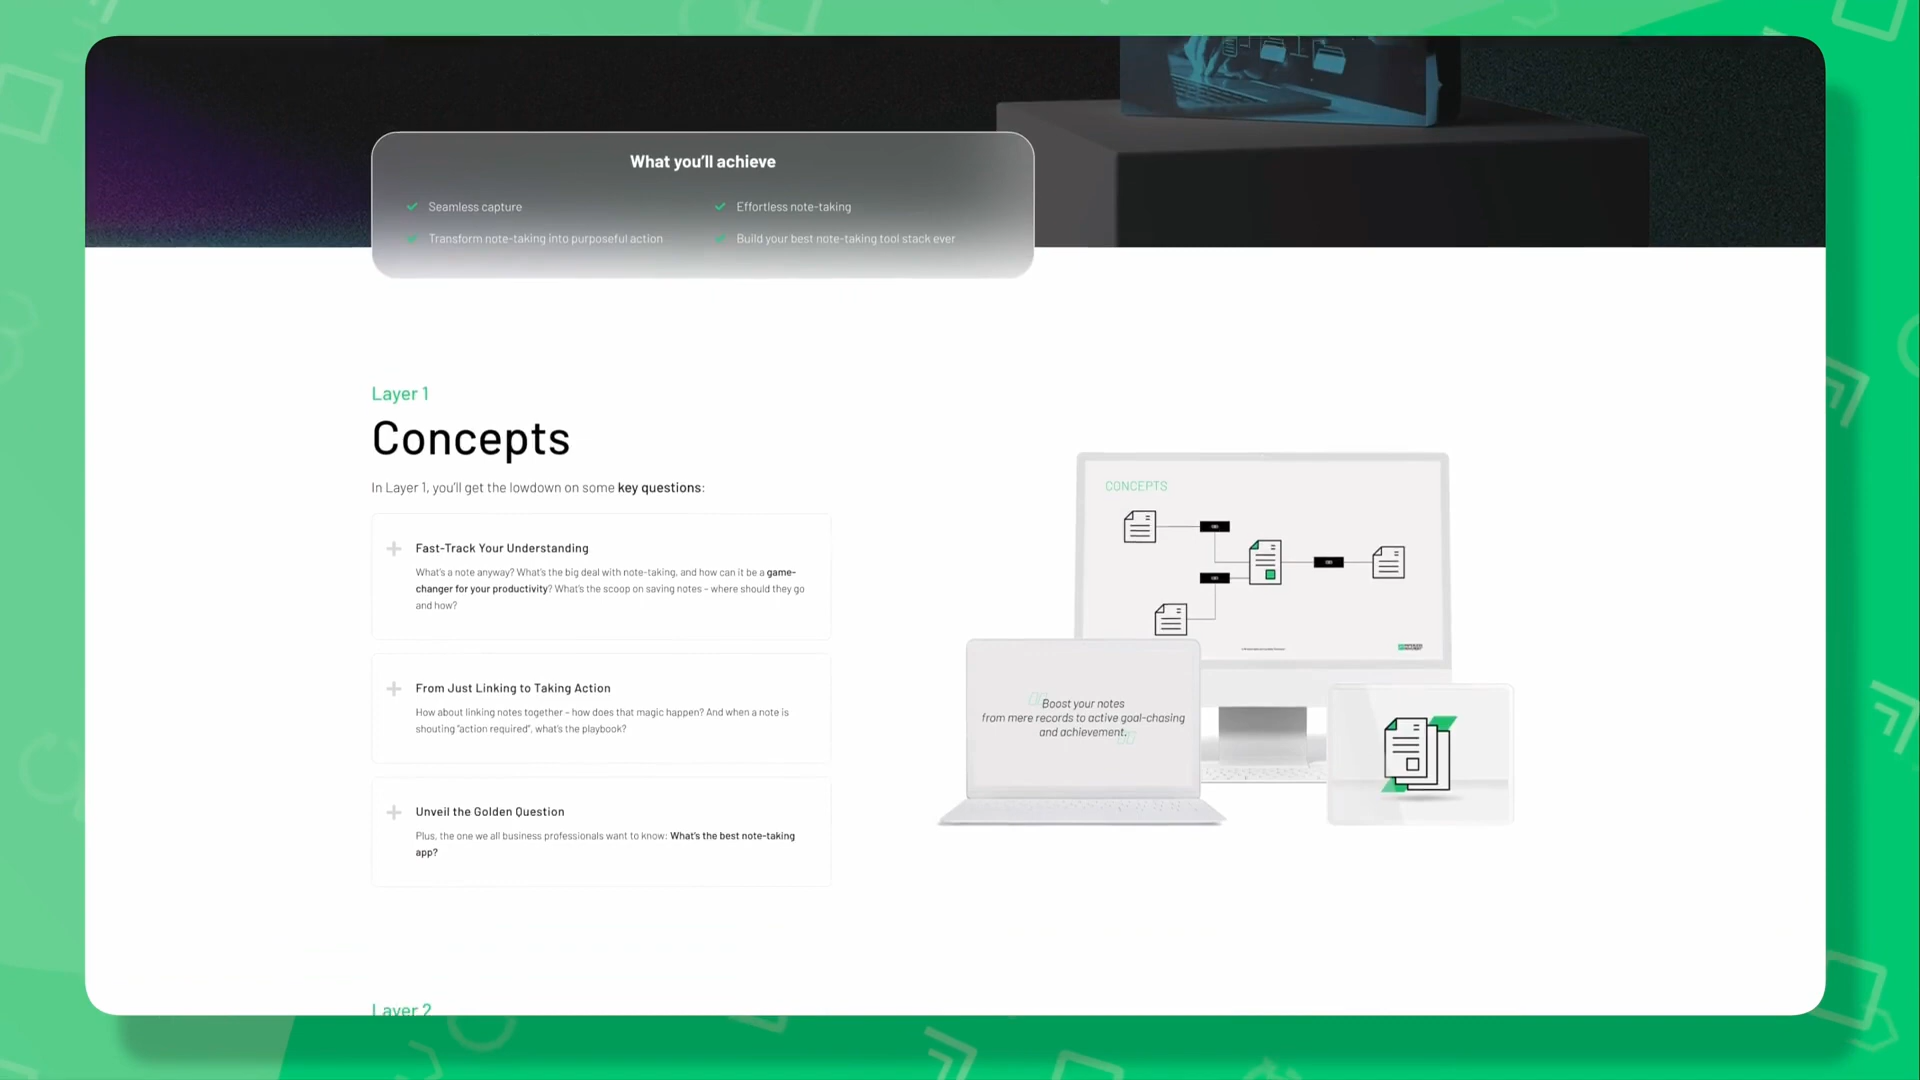 What you'll achieve
Seamless capture
Effortless note-taking
Transform note-taking into purposeful action
Build your best note-taking tool stack ever
Layer 1
Concepts
In Layer 1, you'll get the lowdown on some key questions:
Fast-Track Your Understanding
What's a note anyway? What's the big deal with note-taking, and how can it be a game-
changer for your productivity? What's the scoop on saving notes – where should they go
and how?
From Just Linking to Taking Action
How about linking notes together – how does that magic happen? And when a note is
shouting "action required", what's the playbook?
Unveil the Golden Question
Plus, the one we all business professionals want to know: What's the best note-taking
app?
CONCEPTS
Boost your notes
from mere records to active goal-chasing
and achievement.
Layer 2